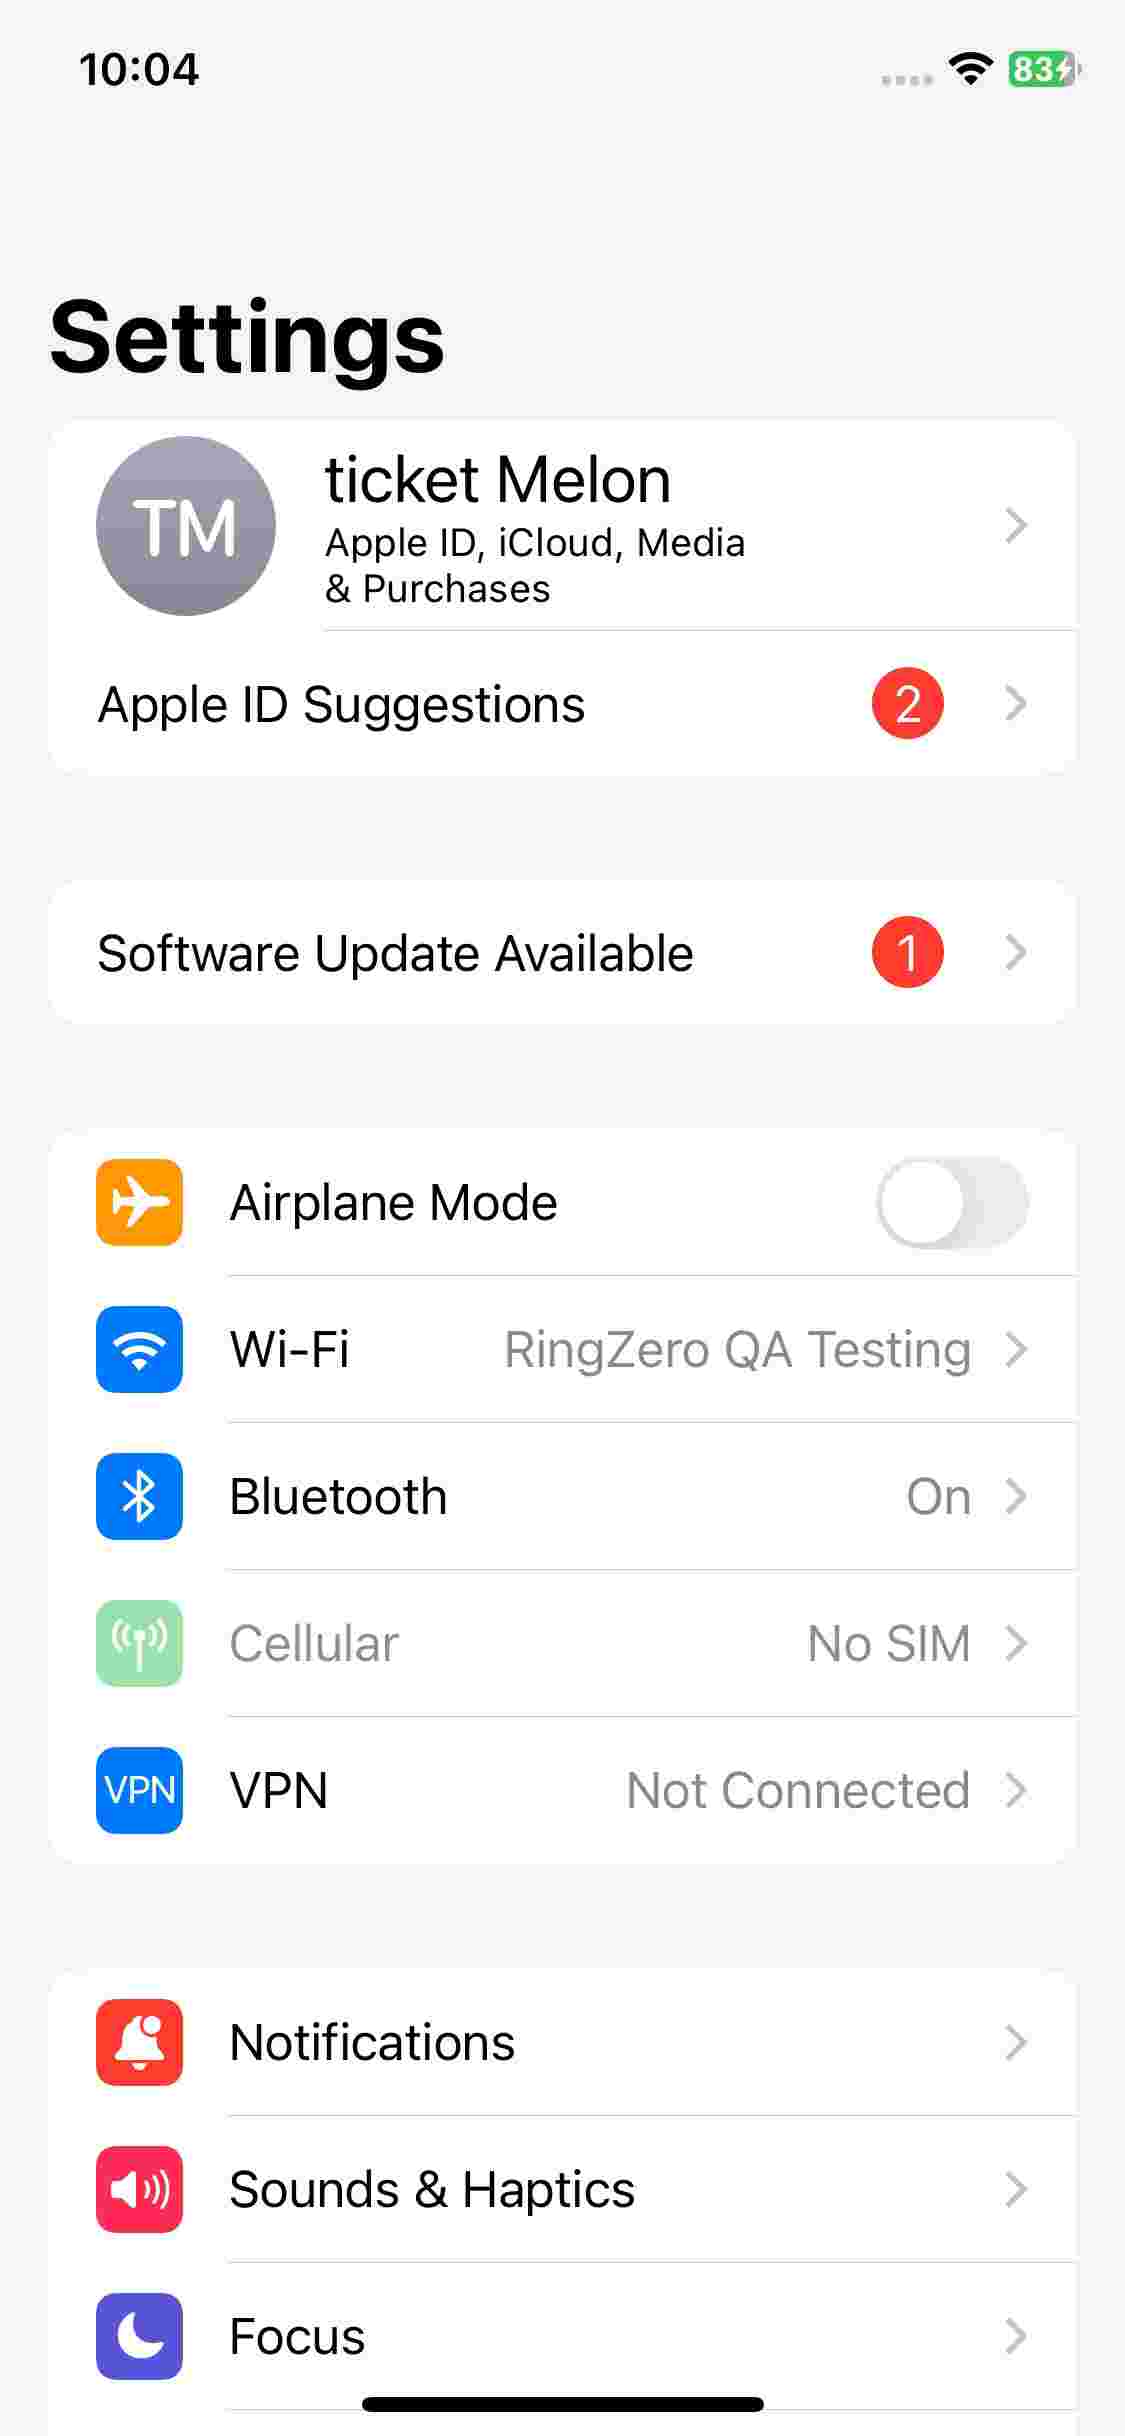 10:04
83
Settings
TM
ticket Melon
Apple ID, iCloud, Media
& Purchases
Apple ID Suggestions 2
Software Update Available 1
Airplane Mode
Wi-Fi RingZero QA Testing
Bluetooth On
Cellular No SIM
VPN VPN Not Connected
Notifications
Sounds & Haptics
Focus